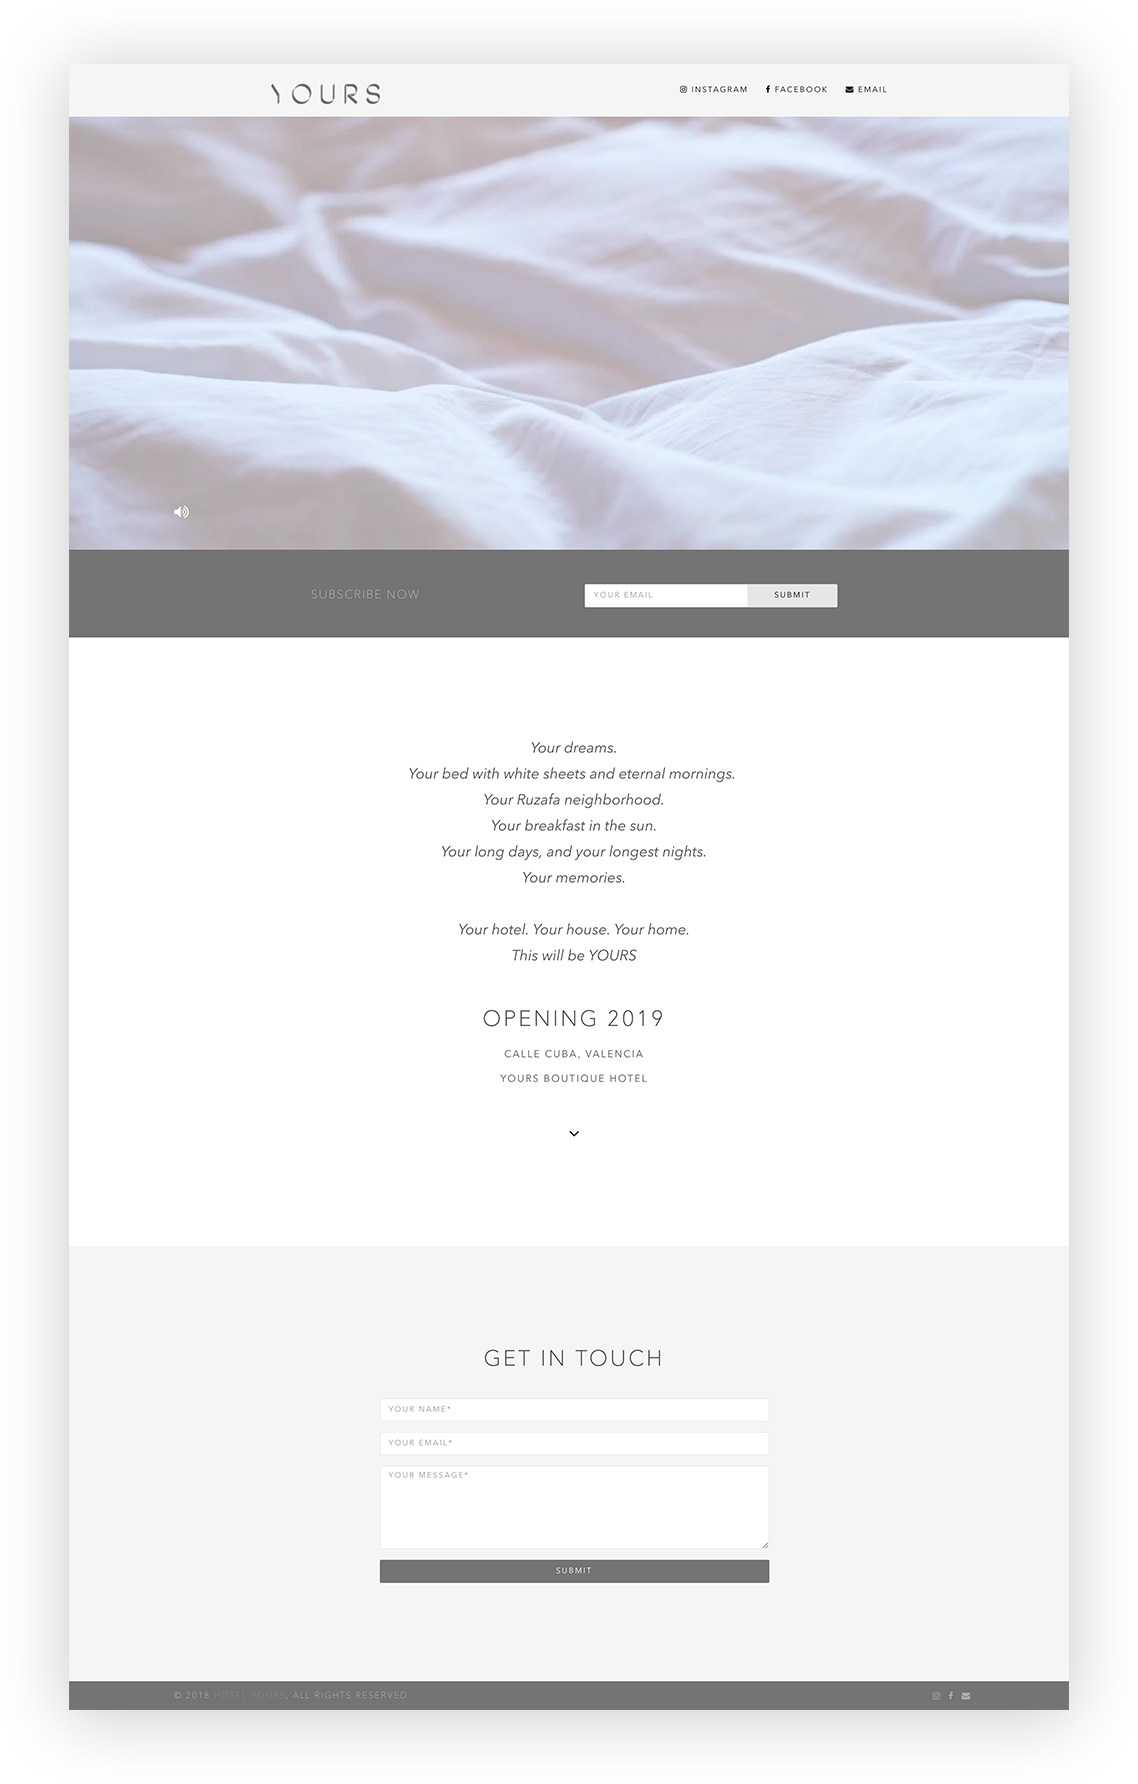 YOURS
INSTAGRAM FACEBOOK EMAIL
SUBSCRIBE NOW
YOUR EMAIL
SUBMIT
Your dreams.
Your bed with white sheets and eternal mornings.
Your Ruzafa neighborhood.
Your breakfast in the sun.
Your long days, and your longest nights.
Your memories.
Your hotel. Your house. Your home.
This will be YOURS
OPENING 2019
CALLE CUBA, VALENCIA
YOURS BOUTIQUE HOTEL
GET IN TOUCH
YOUR NAME*
YOUR EMAIL*
YOUR MESSAGE*
SUBMIT
© 2018 HOTEL YOURS, ALL RIGHTS RESERVED